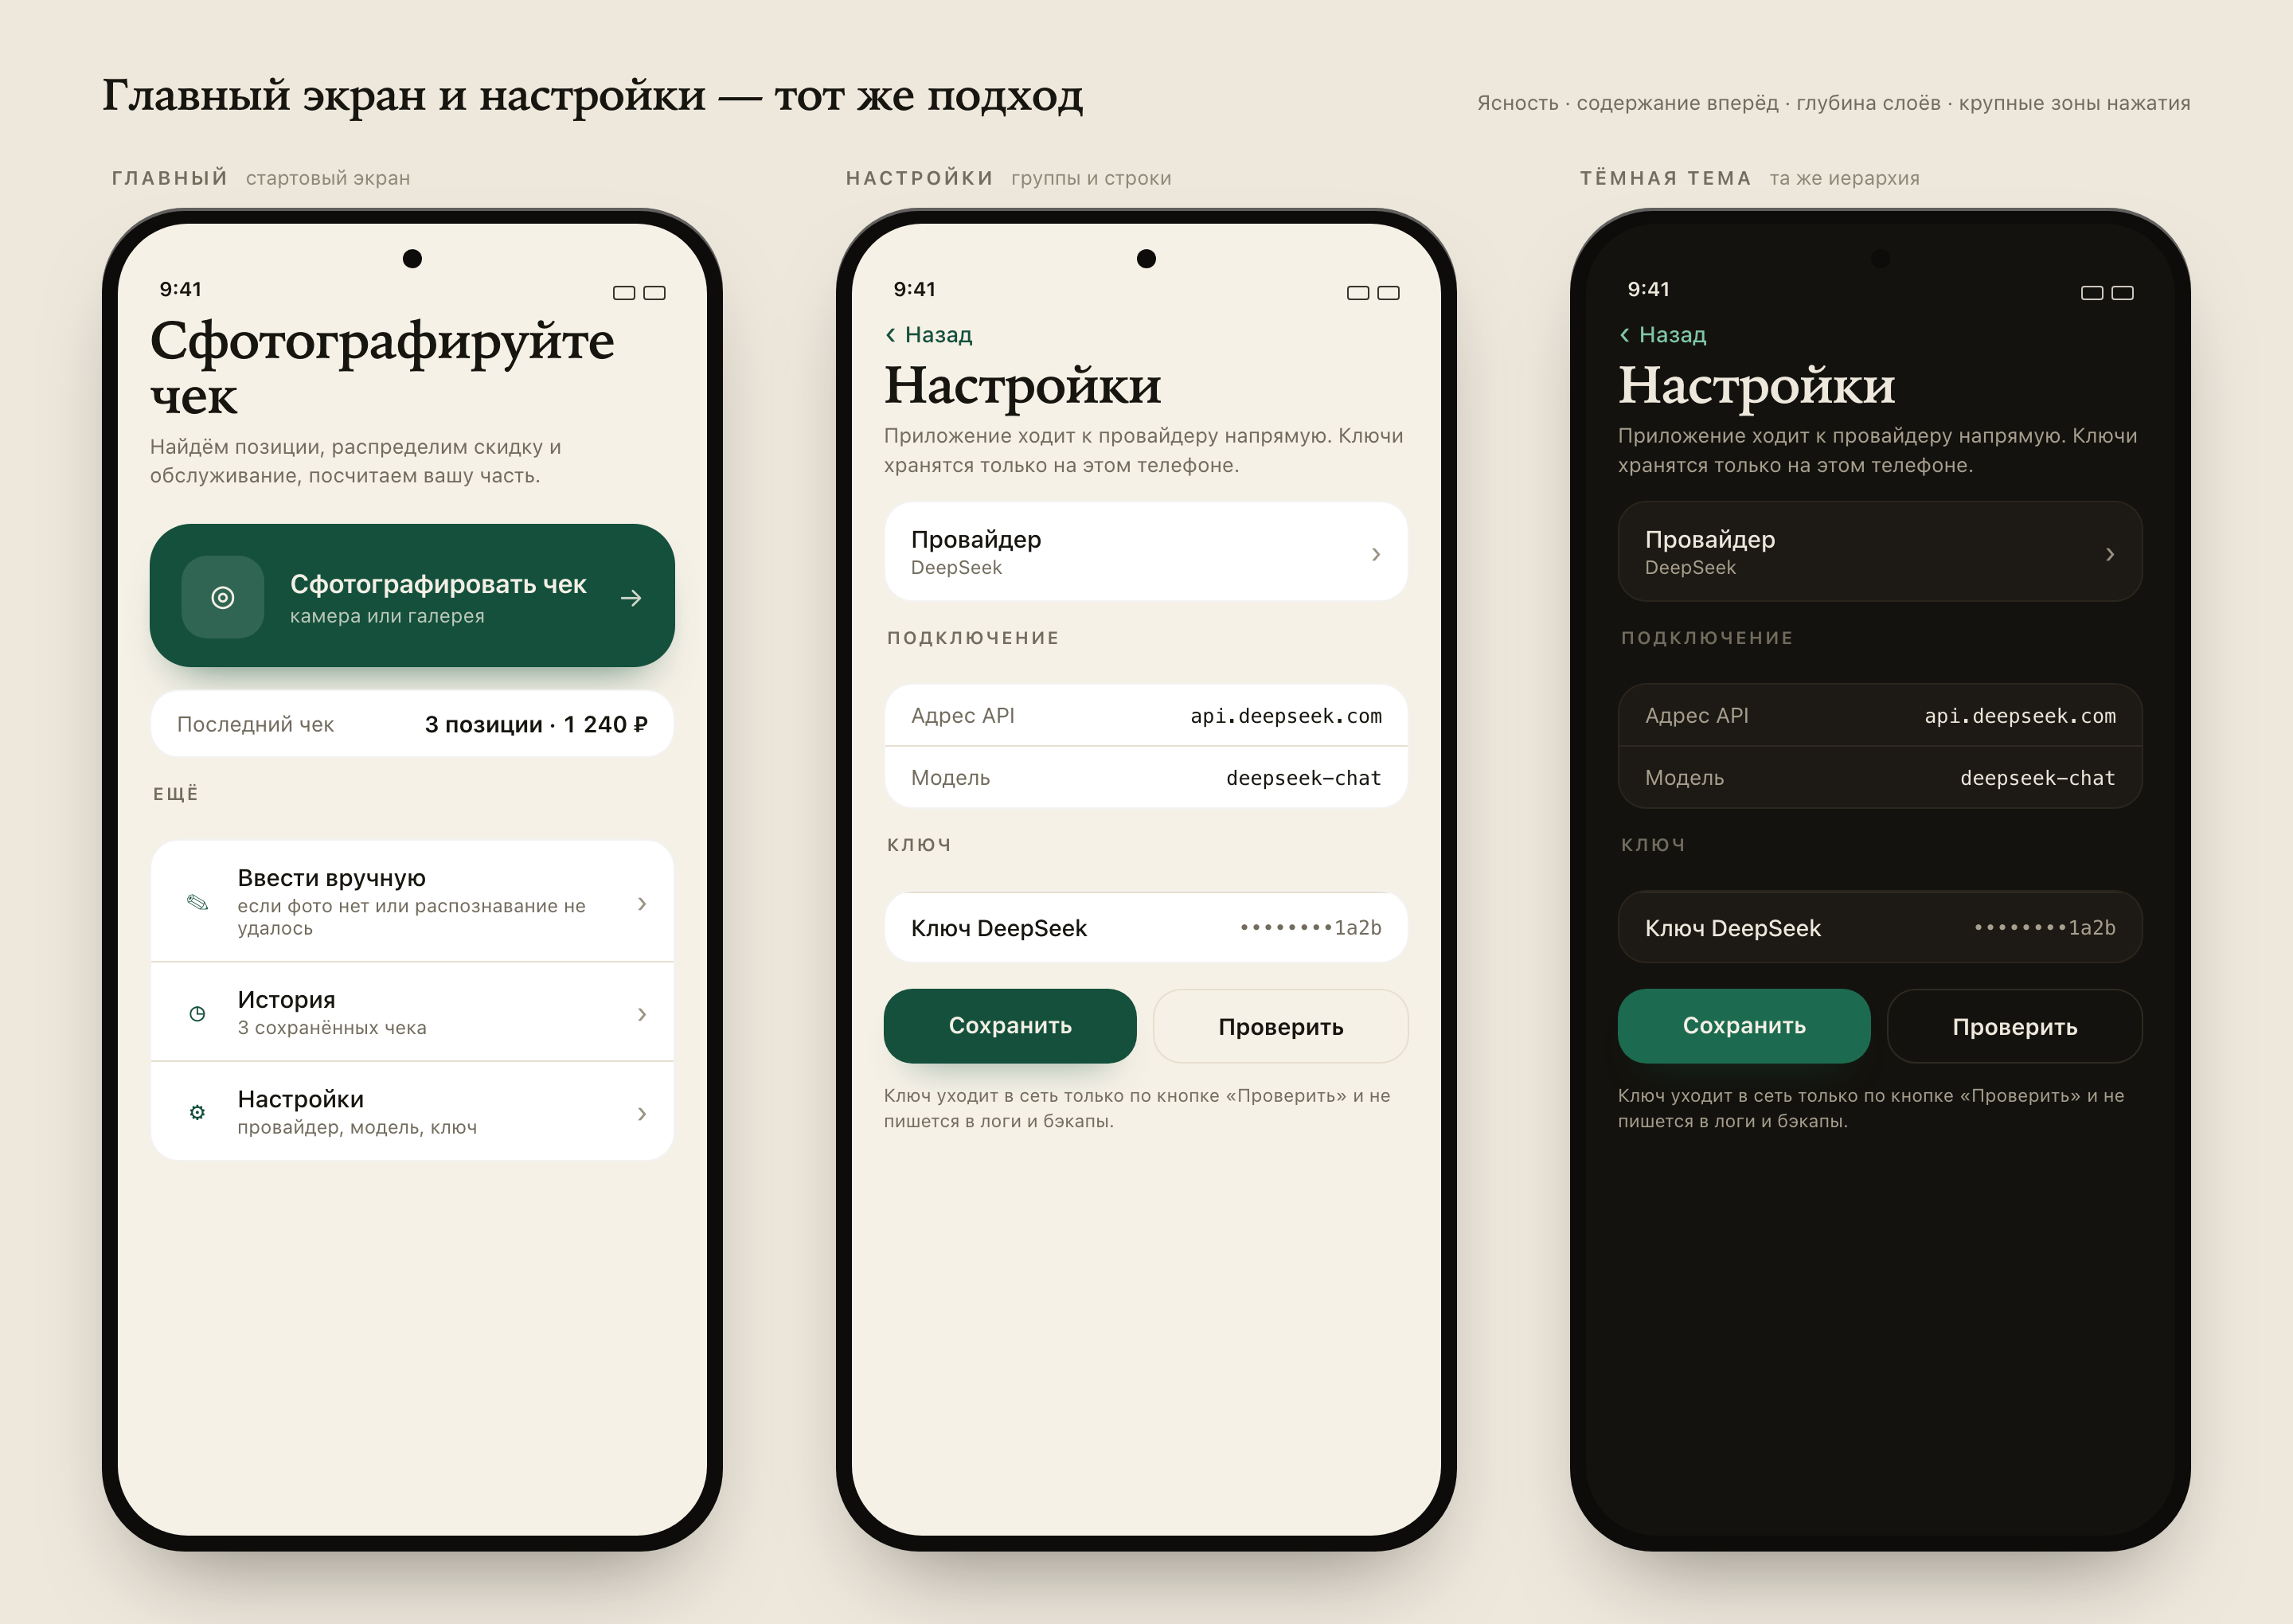 Главный экран и настройки — тот же подход
Ясность · содержание вперёд · глубина слоёв · крупные зоны нажатия
ГЛАВНЫЙ стартовый экран
9:41
Сфотографируйте
чек
Найдём позиции, распределим скидку и
обслуживание, посчитаем вашу часть.
Сфотографировать чек
камера или галерея
Последний чек 3 позиции · 1 240 ₽
ЕЩЁ
Ввести вручную
если фото нет или распознавание не
удалось
История
3 сохранённых чека
Настройки
провайдер, модель, ключ
НАСТРОЙКИ группы и строки
9:41
‹ Назад
Настройки
Приложение ходит к провайдеру напрямую. Ключи
хранятся только на этом телефоне.
Провайдер
DeepSeek
ПОДКЛЮЧЕНИЕ
Адрес API api.deepseek.com
Модель deepseek-chat
КЛЮЧ
Ключ DeepSeek ••••••••1a2b
Сохранить Проверить
Ключ уходит в сеть только по кнопке «Проверить» и не
пишется в логи и бэкапы.
ТЁМНАЯ ТЕМА та же иерархия
9:41
‹ Назад
Настройки
Приложение ходит к провайдеру напрямую. Ключи
хранятся только на этом телефоне.
Провайдер
DeepSeek
ПОДКЛЮЧЕНИЕ
Адрес API api.deepseek.com
Модель deepseek-chat
КЛЮЧ
Ключ DeepSeek ••••••••1a2b
Сохранить Проверить
Ключ уходит в сеть только по кнопке «Проверить» и не
пишется в логи и бэкапы.